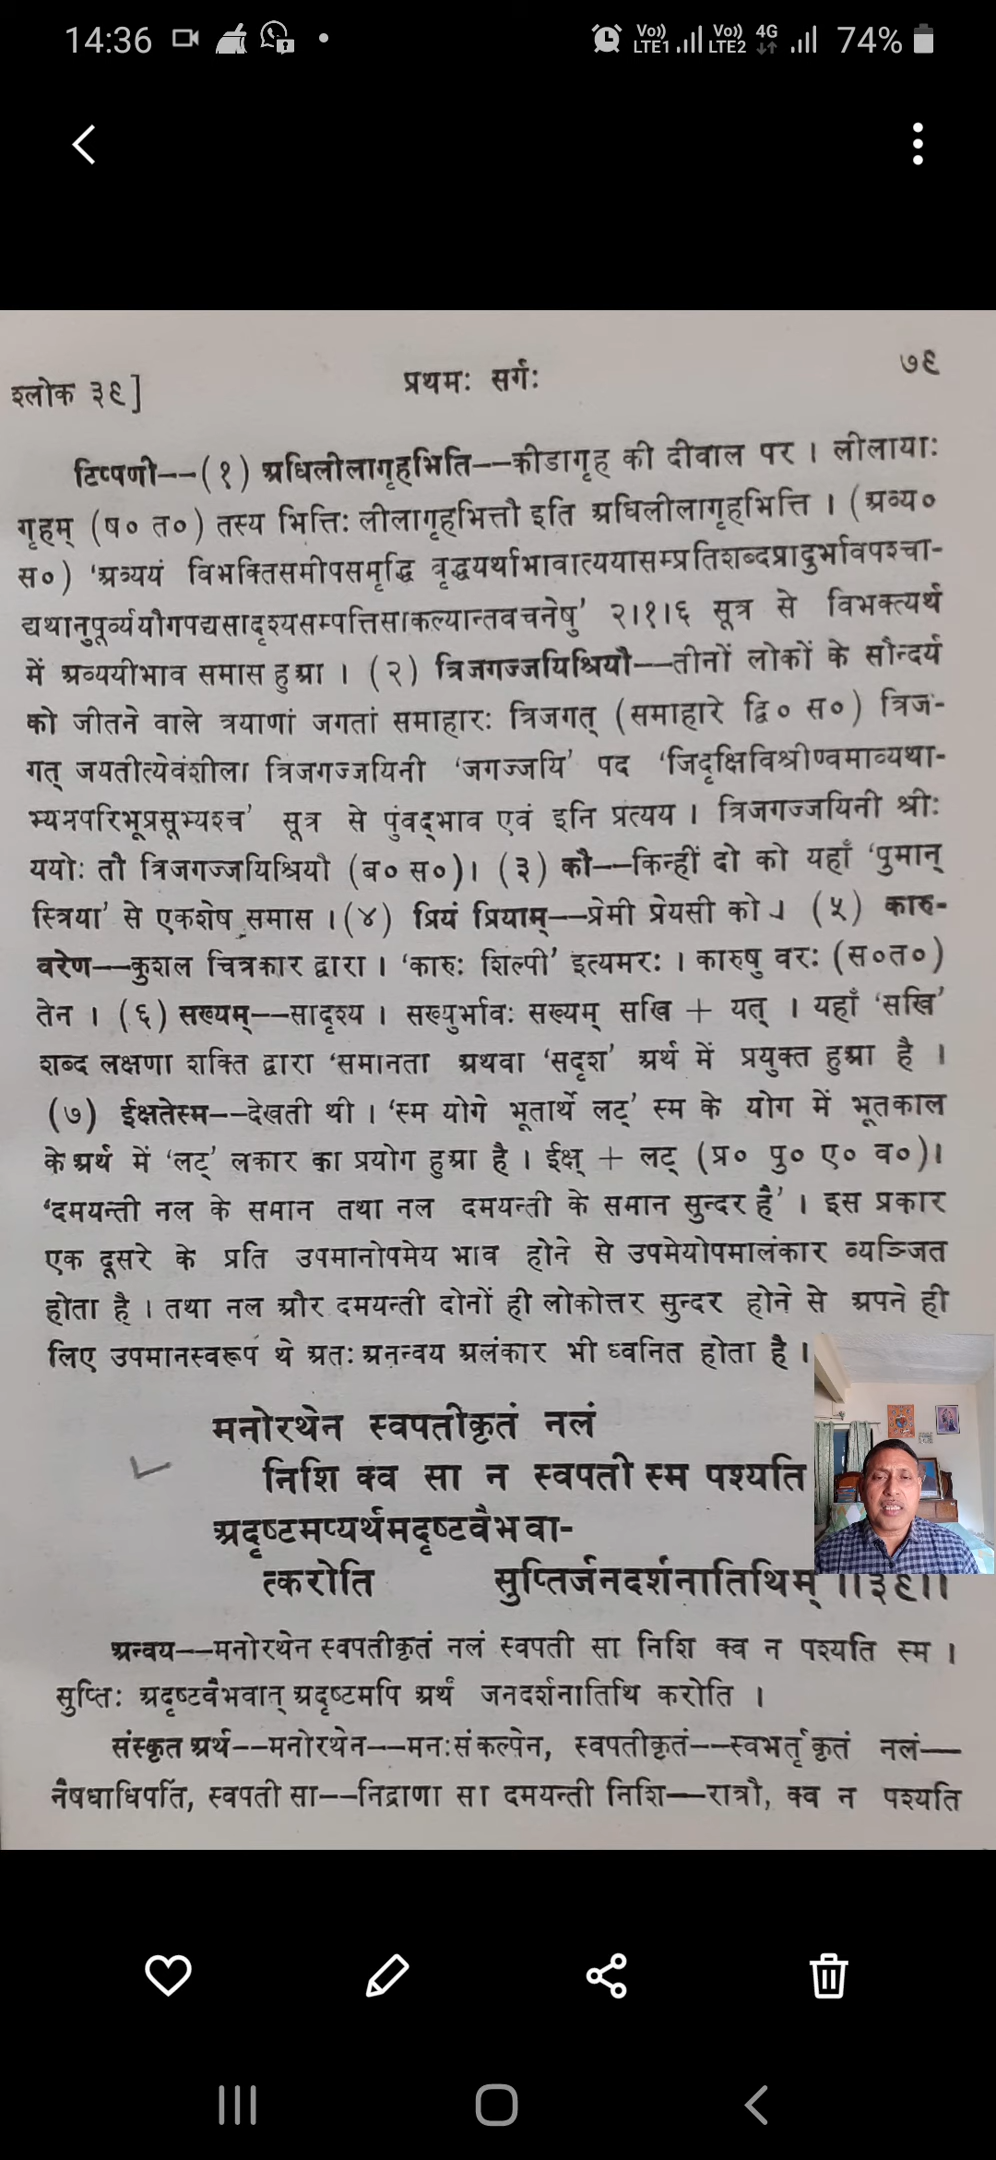 14:36
Vo)) LTE1 Vo)) LTE2 4G 74%
श्लोक ३९] प्रथमः सर्गः ७९
टिप्पणी--(१) अधिलीलागृहभिति--कीडागृह की दीवाल पर । लीलायाः
गृहम् (ष० त०) तस्य भित्तिः लीलागृहभित्तौ इति अधिलीलागृहभित्ति । (अव्य०
स०) 'अव्ययं विभक्तिसमीपसमृद्धि वृद्धयर्थाभावात्ययासम्प्रतिशब्दप्रादुर्भावपश्चा-
द्यथानुपूर्व्ययौगपद्यसादृश्यसम्पत्तिसाकल्यान्तवचनेषु' २।१।६ सूत्र से विभक्त्यर्थ
में अव्ययीभाव समास हुआ । (२) त्रिजगज्जयिश्रियौ—तीनों लोकों के सौन्दर्य
को जीतने वाले त्रयाणां जगतां समाहारः त्रिजगत् (समाहारे द्वि० स०) त्रिज-
गत् जयतीत्येवंशीला त्रिजगज्जयिनी 'जगज्जयि' पद 'जिदृक्षिविश्रीण्वमाव्यथा-
भ्यनपरिभूप्रसूभ्यश्च' सूत्र से पुंवद्भाव एवं इनि प्रत्यय । त्रिजगज्जयिनी श्रीः
ययोः तौ त्रिजगज्जयिश्रियौ (ब० स०)। (३) कौ—किन्हीं दो को यहाँ 'पुमान्
स्त्रिया' से एकशेष समास । (४) प्रियं प्रियाम्—प्रेमी प्रेयसी को । (५) कारु-
वरेण—कुशल चित्रकार द्वारा । 'कारुः शिल्पी' इत्यमरः । कारुषु वरः (स०त०)
तेन । (६) सख्यम्--सादृश्य । सख्युर्भावः सख्यम् सखि + यत् । यहाँ 'सखि'
शब्द लक्षणा शक्ति द्वारा 'समानता अथवा 'सदृश' अर्थ में प्रयुक्त हुआ है ।
(७) ईक्षतेस्म--देखती थी । 'स्म योगे भूतार्थे लट्' स्म के योग में भूतकाल
के अर्थ में 'लट्' लकार का प्रयोग हुआ है । ईक्ष् + लट् (प्र० पु० ए० व०)।
'दमयन्ती नल के समान तथा नल दमयन्ती के समान सुन्दर है' । इस प्रकार
एक दूसरे के प्रति उपमानोपमेय भाव होने से उपमेयोपमालंकार व्यञ्जित
होता है । तथा नल और दमयन्ती दोनों ही लोकोत्तर सुन्दर होने से अपने ही
लिए उपमानस्वरूप थे अतः अनन्वय अलंकार भी ध्वनित होता है ।
मनोरथेन स्वपतीकृतं नलं
निशि क्व सा न स्वपती स्म पश्यति
अदृष्टमप्यर्थमदृष्टवैभवा-
त्करोति सुप्तिर्जनदर्शनातिथिम् ।।३९।।
अन्वय—मनोरथेन स्वपतीकृतं नलं स्वपती सा निशि क्व न पश्यति स्म ।
सुप्तिः अदृष्टवैभवात् अदृष्टमपि अर्थं जनदर्शनातिथि करोति ।
संस्कृत अर्थ--मनोरथेन—मनःसंकल्पेन, स्वपतीकृतं--स्वभर्तृकृतं नलं—
नैषधाधिपतिं, स्वपती सा--निद्राणा सा दमयन्ती निशि—रात्रौ, क्व न पश्यति